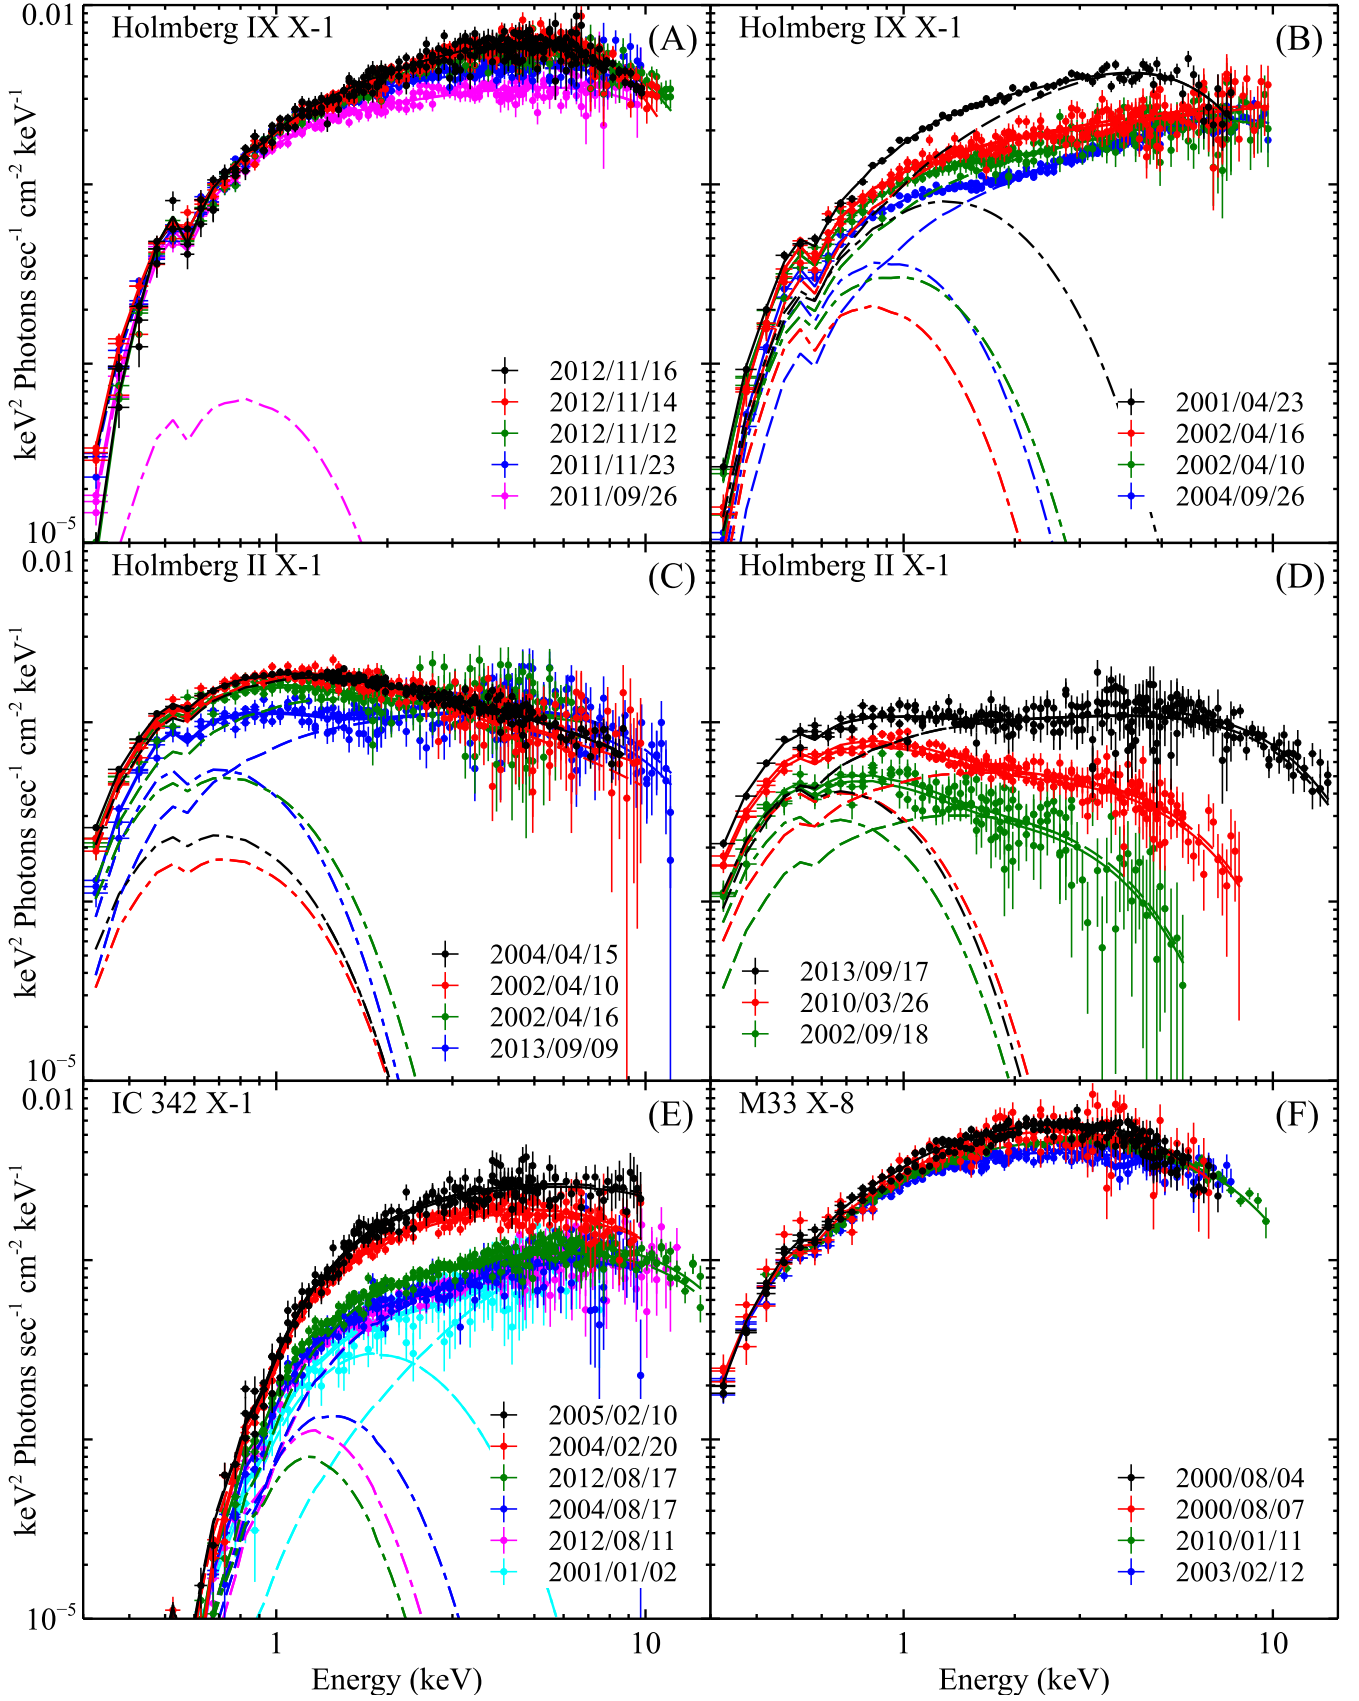 0.01
Holmberg IX X-1
(A)
keV² Photons sec⁻¹ cm⁻² keV⁻¹
2012/11/16
2012/11/14
2012/11/12
2011/11/23
2011/09/26
10⁻⁵
Holmberg IX X-1
(B)
2001/04/23
2002/04/16
2002/04/10
2004/09/26
0.01
Holmberg II X-1
(C)
keV² Photons sec⁻¹ cm⁻² keV⁻¹
2004/04/15
2002/04/10
2002/04/16
2013/09/09
10⁻⁵
Holmberg II X-1
(D)
2013/09/17
2010/03/26
2002/09/18
0.01
IC 342 X-1
(E)
keV² Photons sec⁻¹ cm⁻² keV⁻¹
2005/02/10
2004/02/20
2012/08/17
2004/08/17
2012/08/11
2001/01/02
10⁻⁵
1
10
Energy (keV)
M33 X-8
(F)
2000/08/04
2000/08/07
2010/01/11
2003/02/12
1
10
Energy (keV)